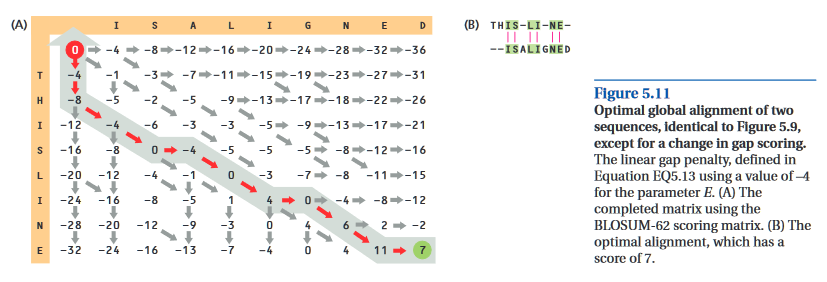 (A)
I S A L I G N E D
0 -4 -8 -12 -16 -20 -24 -28 -32 -36
T -4 -1 -3 -7 -11 -15 -19 -23 -27 -31
H -8 -5 -2 -5 -9 -13 -17 -18 -22 -26
I -12 -4 -6 -3 -3 -5 -9 -13 -17 -21
S -16 -8 0 -4 -5 -5 -5 -8 -12 -16
L -20 -12 -4 -1 0 -3 -7 -8 -11 -15
I -24 -16 -8 -5 1 4 0 -4 -8 -12
N -28 -20 -12 -9 -3 0 4 6 2 -2
E -32 -24 -16 -13 -7 -4 0 4 11 7
(B) THIS-LI-NE-
--ISALIGNED
Figure 5.11
Optimal global alignment of two
sequences, identical to Figure 5.9,
except for a change in gap scoring.
The linear gap penalty, defined in
Equation EQ5.13 using a value of –4
for the parameter E. (A) The
completed matrix using the
BLOSUM-62 scoring matrix. (B) The
optimal alignment, which has a
score of 7.